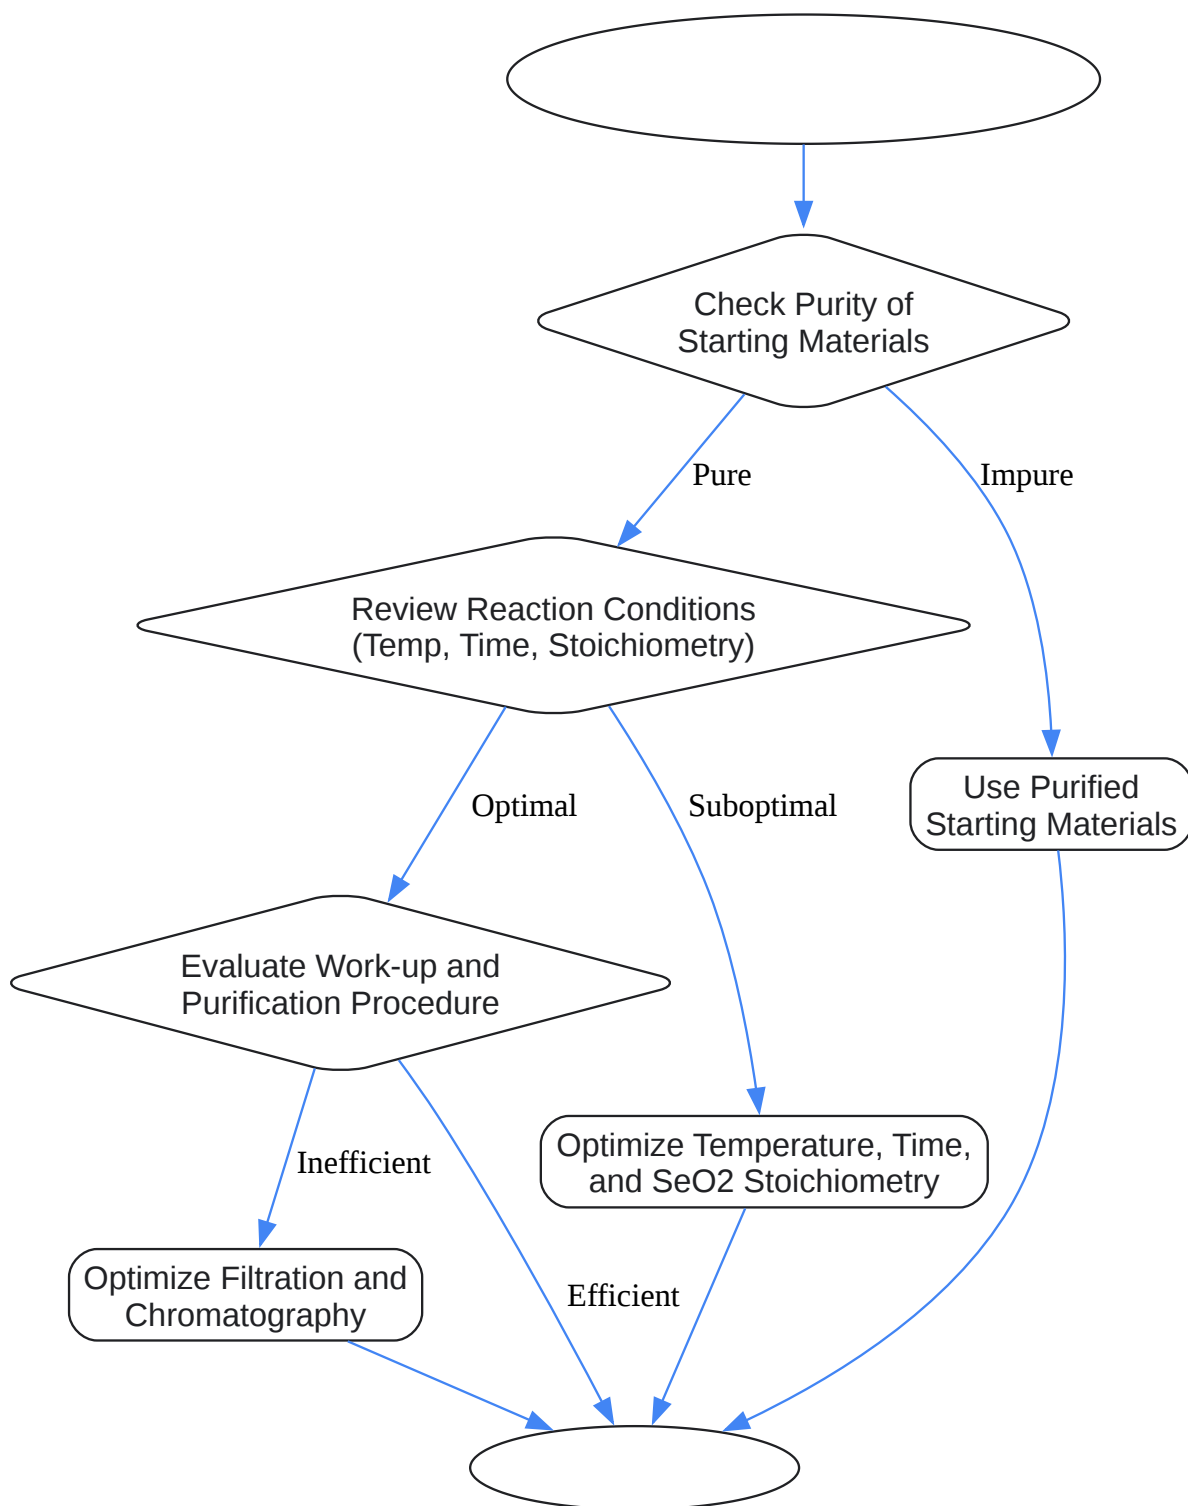 Check Purity of
Starting Materials
Pure
Impure
Review Reaction Conditions
(Temp, Time, Stoichiometry)
Use Purified
Starting Materials
Optimal
Suboptimal
Evaluate Work-up and
Purification Procedure
Optimize Temperature, Time,
and SeO2 Stoichiometry
Inefficient
Optimize Filtration and
Chromatography
Efficient